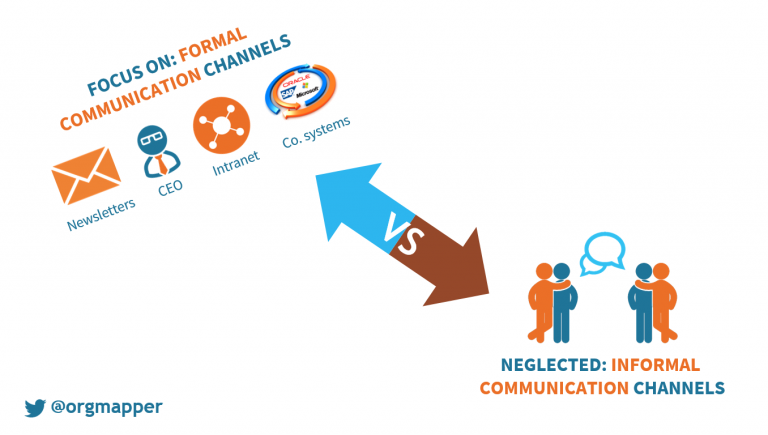 FOCUS ON: FORMAL
COMMUNICATION CHANNELS
Newsletters
CEO
Intranet
Co. systems
ORACLE
SAP
Microsoft
VS
NEGLECTED: INFORMAL
COMMUNICATION CHANNELS
@orgmapper